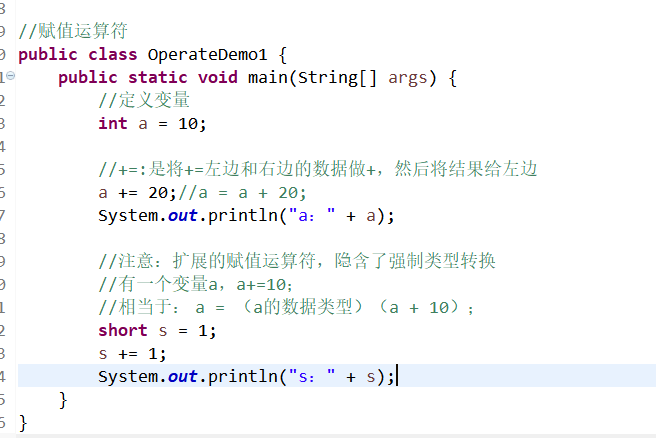 8
9 //赋值运算符
0 public class OperateDemo1 {
1 public static void main(String[] args) {
2 //定义变量
3 int a = 10;
4
5 //+=:是将+=左边和右边的数据做+，然后将结果给左边
6 a += 20;//a = a + 20;
7 System.out.println("a：" + a);
8
9 //注意：扩展的赋值运算符，隐含了强制类型转换
0 //有一个变量a，a+=10；
1 //相当于： a = （a的数据类型）（a + 10）；
2 short s = 1;
3 s += 1;
4 System.out.println("s：" + s);
5 }
6 }